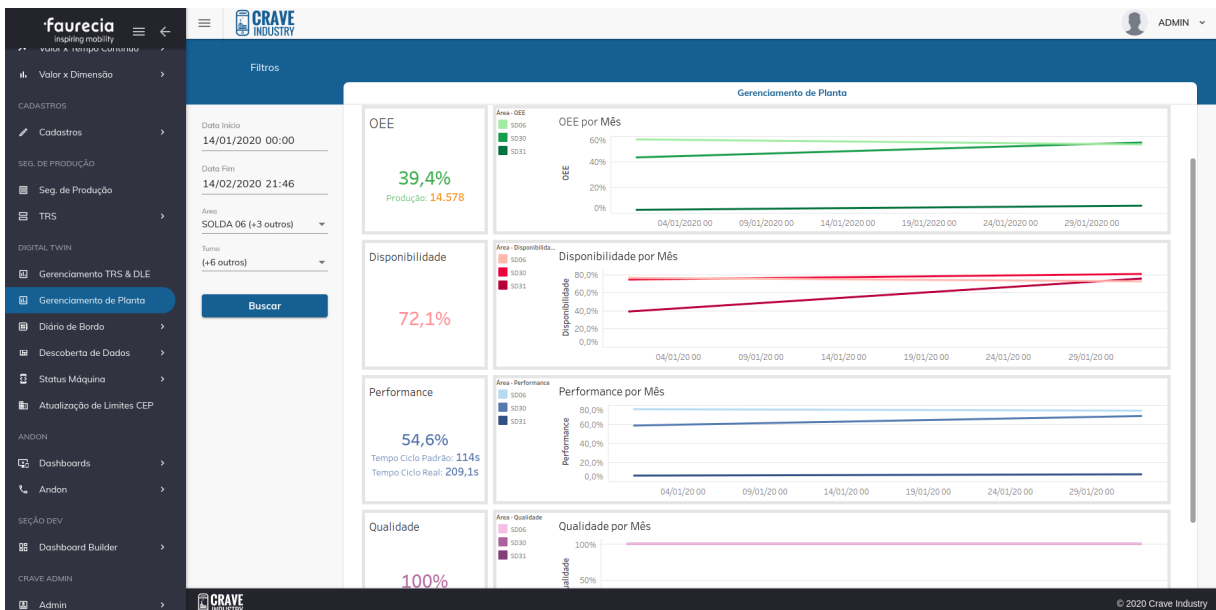 faurecia
inspiring mobility
Valor x Tempo Contínuo
Valor x Dimensão
CADASTROS
Cadastros
SEG. DE PRODUÇÃO
Seg. de Produção
TRS
DIGITAL TWIN
Gerenciamento TRS & DLE
Gerenciamento de Planta
Diário de Bordo
Descoberta de Dados
Status Máquina
Atualização de Limites CEP
ANDON
Dashboards
Andon
SEÇÃO DEV
Dashboard Builder
CRAVE ADMIN
Admin
CRAVE
INDUSTRY
ADMIN
Filtros
Data Início
14/01/2020 00:00
Data Fim
14/02/2020 21:46
Área
SOLDA 06 (+3 outros)
Turno
(+6 outros)
Buscar
Gerenciamento de Planta
OEE
39,4%
Produção: 14.578
Área - OEE
SD06
SD30
SD31
OEE por Mês
OEE
60%
40%
20%
0%
04/01/2020 00 09/01/2020 00 14/01/2020 00 19/01/2020 00 24/01/2020 00 29/01/2020 00
Disponibilidade
72,1%
Área - Disponibilida...
SD06
SD30
SD31
Disponibilidade por Mês
Disponibilidade
80,0%
60,0%
40,0%
20,0%
0,0%
04/01/20 00 09/01/20 00 14/01/20 00 19/01/20 00 24/01/20 00 29/01/20 00
Performance
54,6%
Tempo Ciclo Padrão: 114s
Tempo Ciclo Real: 209,1s
Área - Performance
SD06
SD30
SD31
Performance por Mês
Performance
80,0%
60,0%
40,0%
20,0%
0,0%
04/01/20 00 09/01/20 00 14/01/20 00 19/01/20 00 24/01/20 00 29/01/20 00
Qualidade
100%
Área - Qualidade
SD06
SD30
SD31
Qualidade por Mês
100%
50%
CRAVE
INDUSTRY
© 2020 Crave Industry